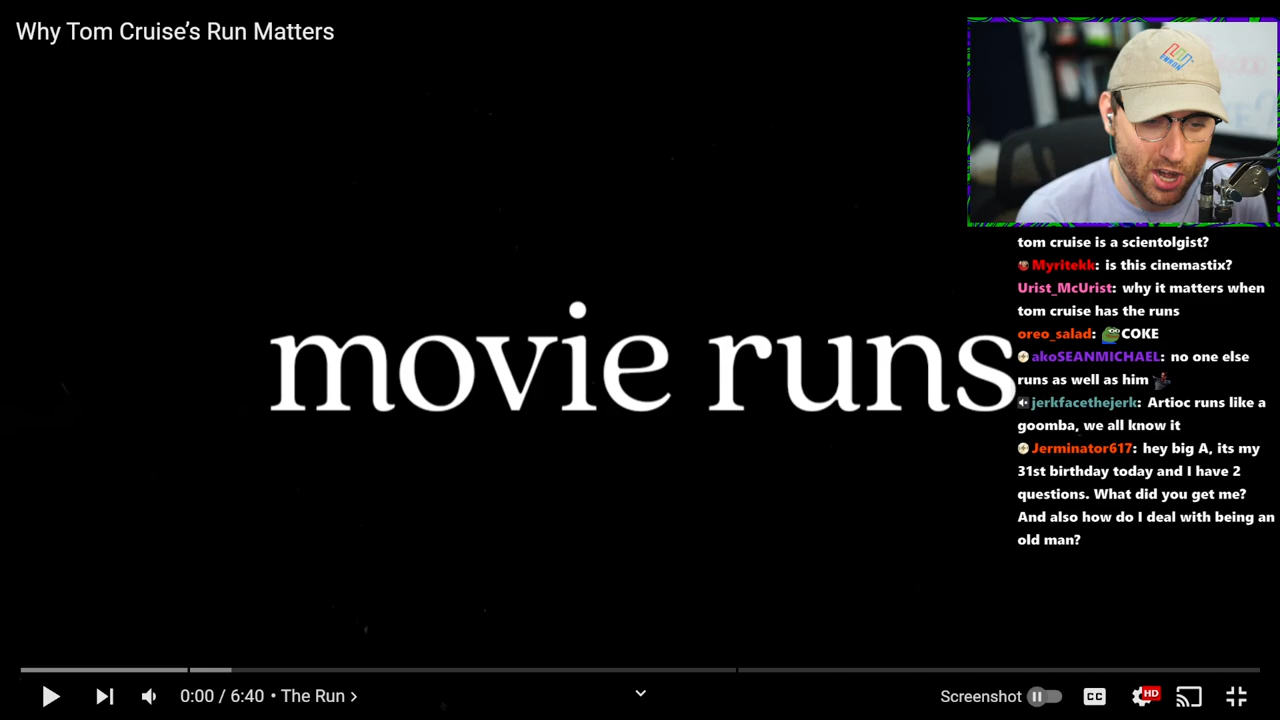 Why Tom Cruise’s Run Matters
ENRON
movie runs
tom cruise is a scientolgist?
Myritekk: is this cinemastix?
Urist_McUrist: why it matters when
tom cruise has the runs
oreo_salad: COKE
akoSEANMICHAEL: no one else
runs as well as him
jerkfacethejerk: Artioc runs like a
goomba, we all know it
Jerminator617: hey big A, its my
31st birthday today and I have 2
questions. What did you get me?
And also how do I deal with being an
old man?
0:00 / 6:40 • The Run ›
Screenshot
CC
HD